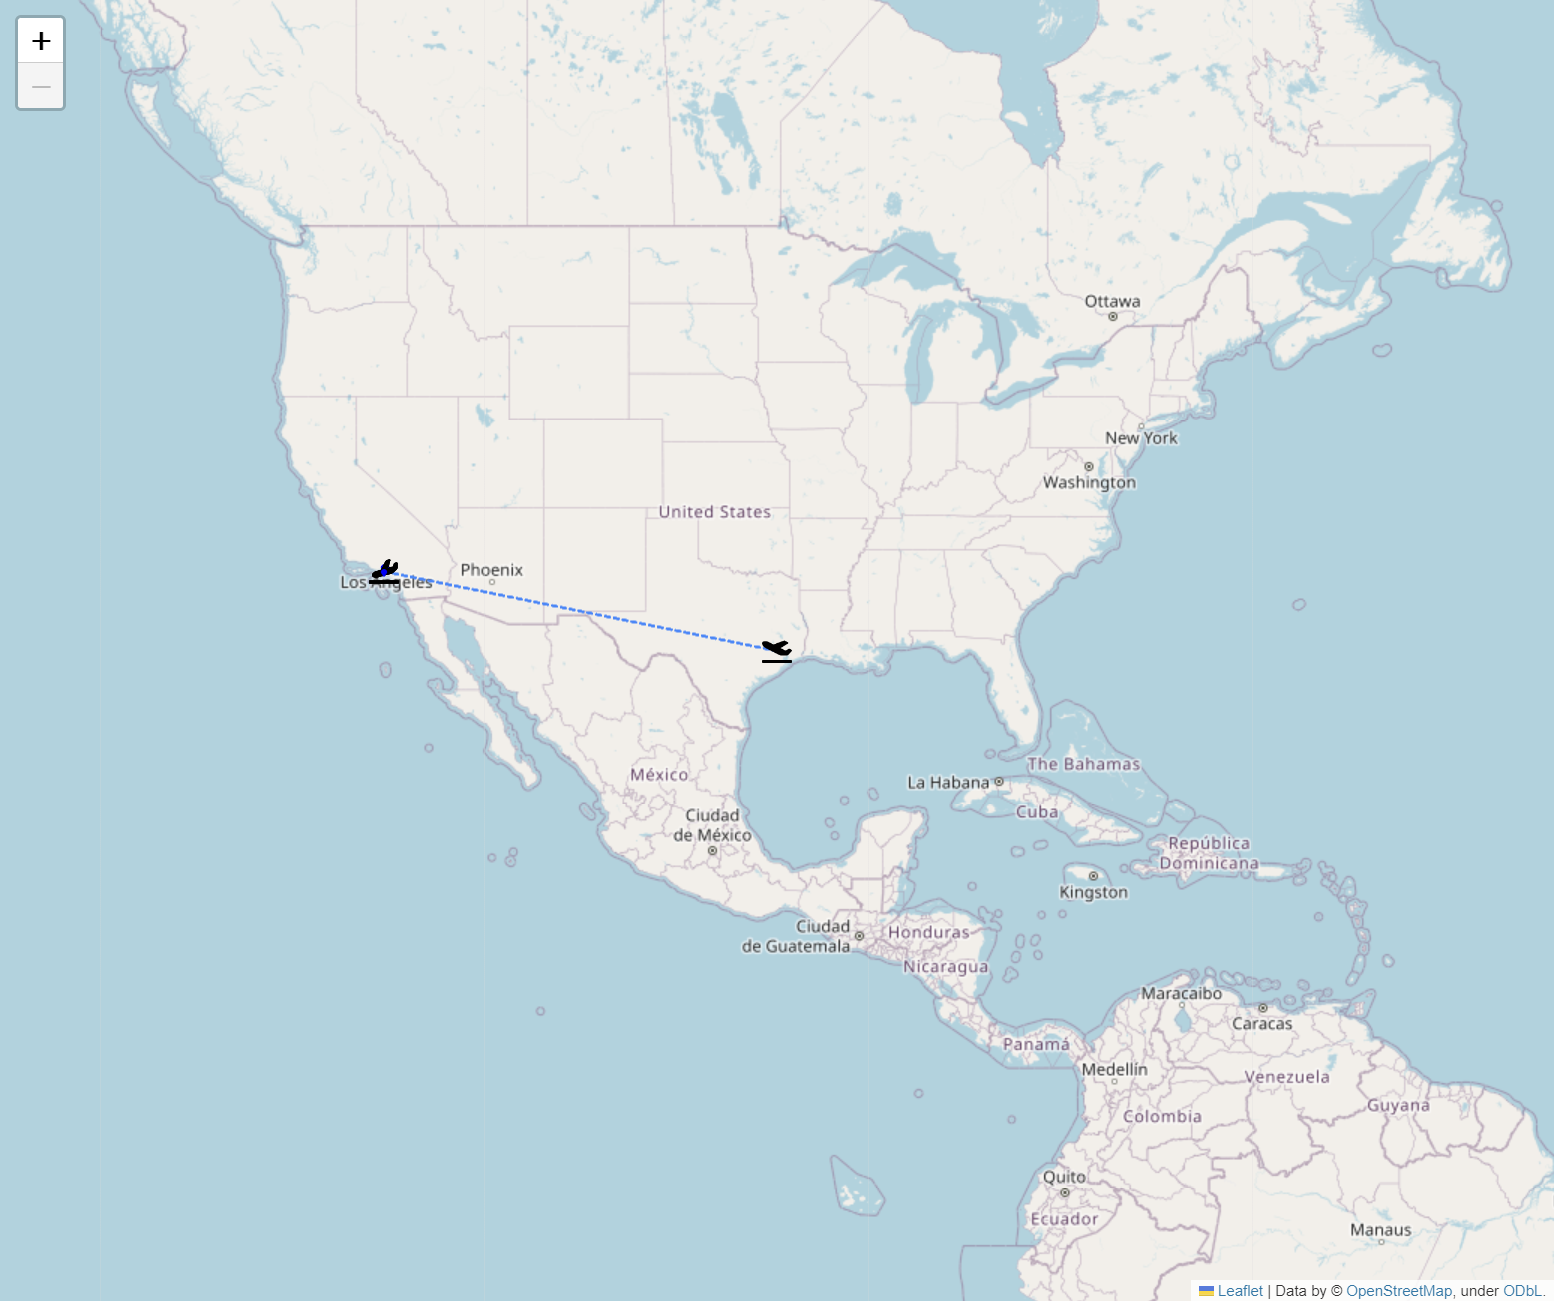 +
−
Ottawa
New York
Washington
United States
Phoenix
Los Angeles
The Bahamas
La Habana
México
Cuba
Ciudad
de México
República
Dominicana
Kingston
Ciudad
de Guatemala
Honduras
Nicaragua
Maracaibo
Caracas
Panamá
Medellín
Venezuela
Guyana
Colombia
Quito
Ecuador
Manaus
Leaflet | Data by © OpenStreetMap, under ODbL.